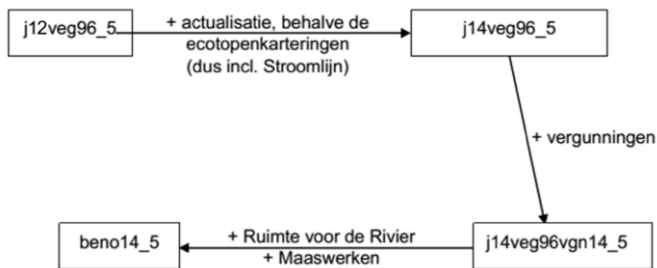 j12veg96_5
+ actualisatie, behalve de
ecotopenkarteringen
(dus incl. Stroomlijn)
j14veg96_5
+ vergunningen
beno14_5
+ Ruimte voor de Rivier
+ Maaswerken
j14veg96vgn14_5